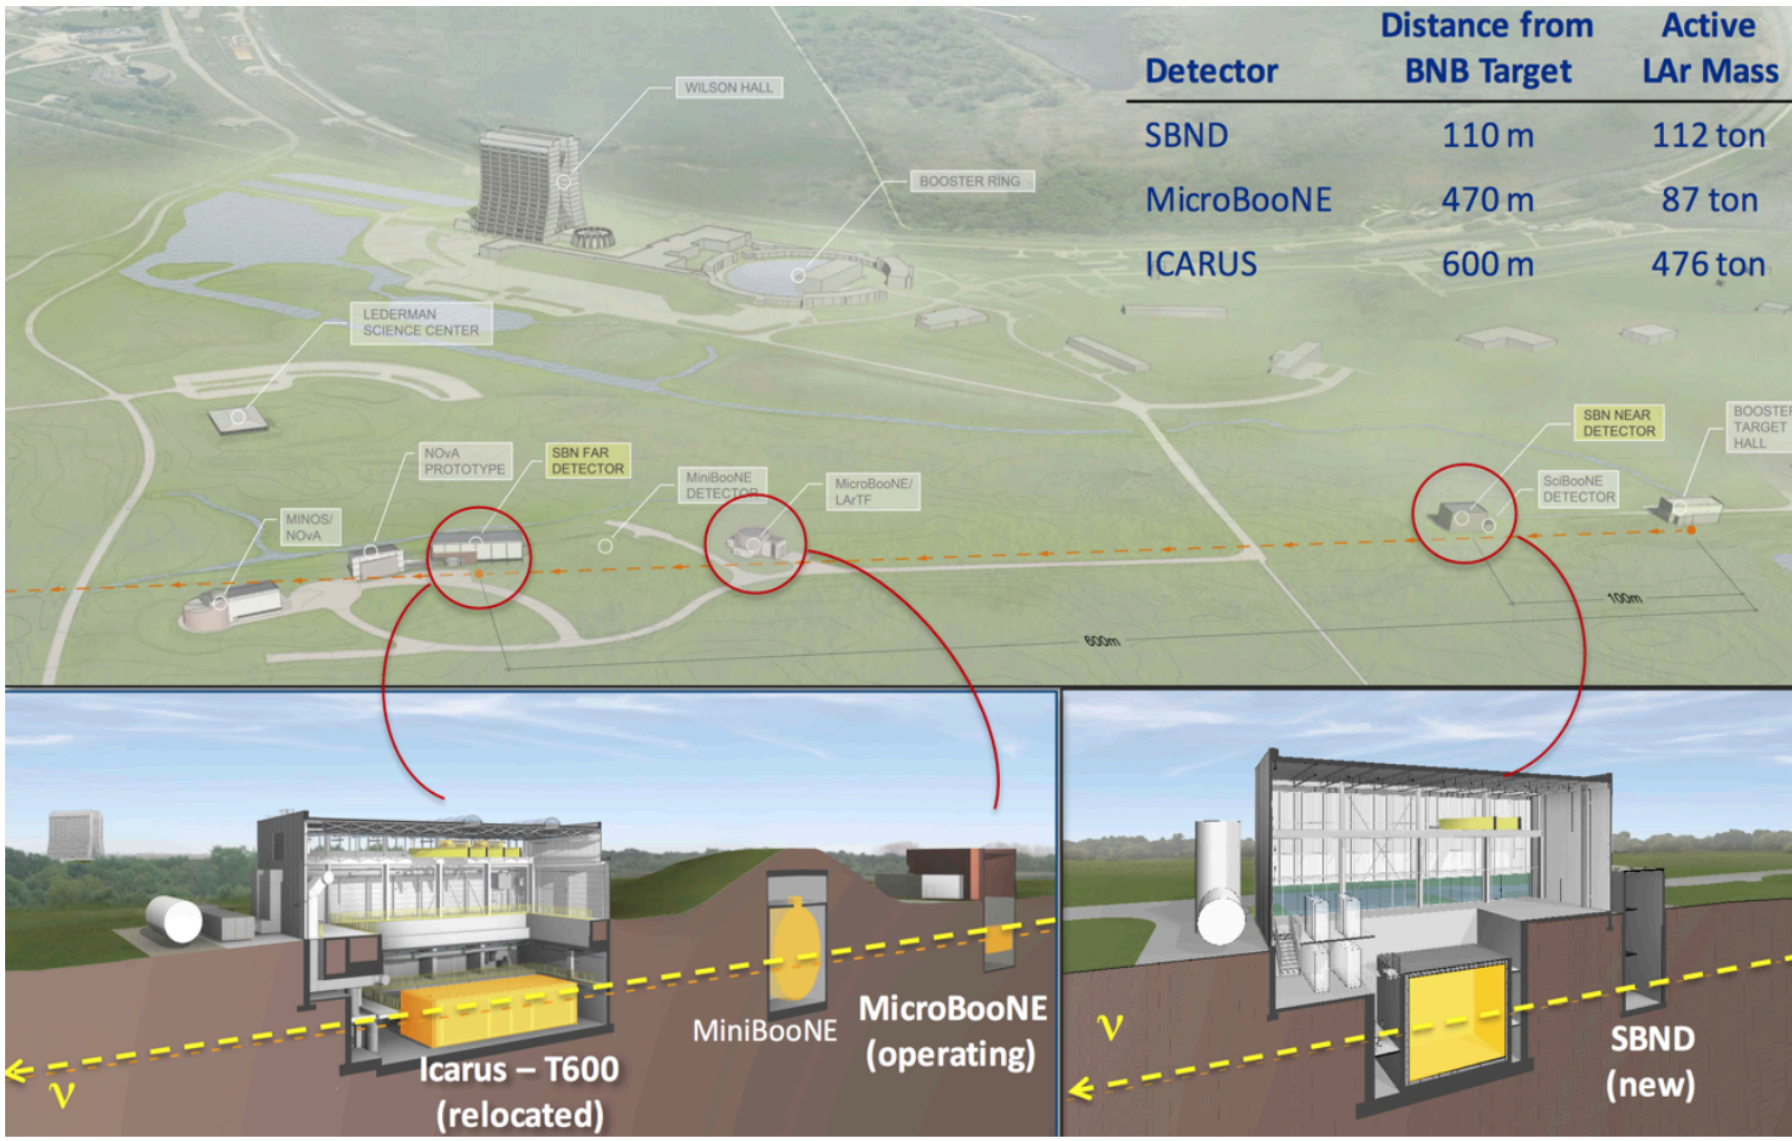 Distance from Active
Detector BNB Target LAr Mass
SBND 110 m 112 ton
MicroBooNE 470 m 87 ton
ICARUS 600 m 476 ton
WILSON HALL
BOOSTER RING
LEDERMAN
SCIENCE CENTER
NOvA
PROTOTYPE
SBN FAR
DETECTOR
MiniBooNE
DETECTOR
MicroBooNE/
LArTF
SBN NEAR
DETECTOR
SciBooNE
DETECTOR
BOOSTER
TARGET
HALL
MINOS/
NOvA
100m
600m
ν
Icarus – T600
(relocated)
MiniBooNE
MicroBooNE
(operating)
ν
SBND
(new)